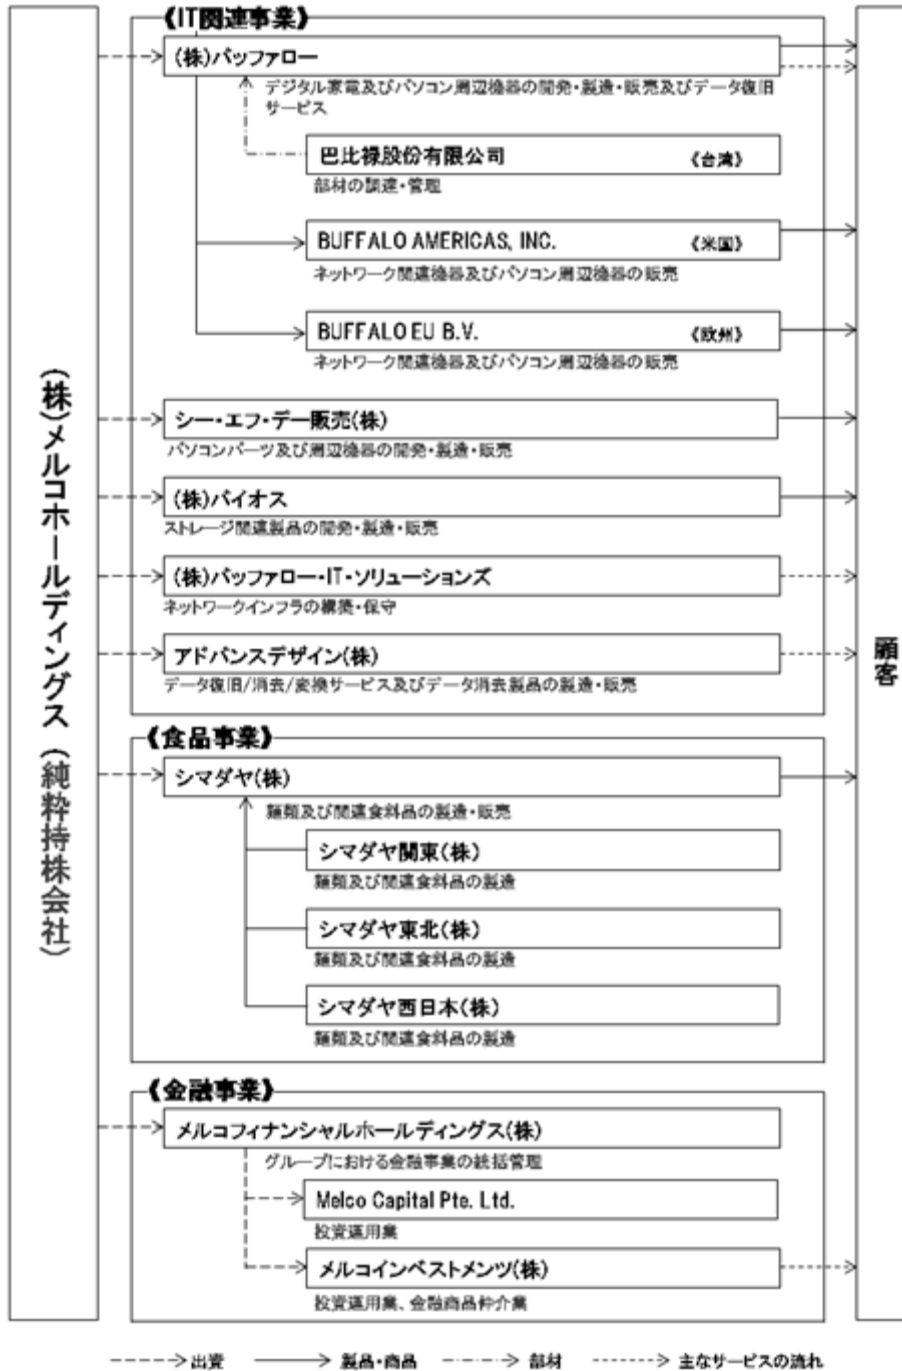 《IT関連事業》
(株)バッファロー
デジタル家電及びパソコン周辺機器の開発・製造・販売及びデータ復旧
サービス
巴比禄股份有限公司 《台湾》
部材の調達・管理
BUFFALO AMERICAS, INC. 《米国》
ネットワーク関連機器及びパソコン周辺機器の販売
BUFFALO EU B.V. 《欧州》
ネットワーク関連機器及びパソコン周辺機器の販売
シー・エフ・デー販売(株)
パソコンパーツ及び周辺機器の開発・製造・販売
(株)バイオス
ストレージ関連製品の開発・製造・販売
(株)バッファロー・IT・ソリューションズ
ネットワークインフラの構築・保守
アドバンスデザイン(株)
データ復旧/消去/変換サービス及びデータ消去製品の製造・販売
《食品事業》
シマダヤ(株)
麺類及び関連食料品の製造・販売
シマダヤ関東(株)
麺類及び関連食料品の製造
シマダヤ東北(株)
麺類及び関連食料品の製造
シマダヤ西日本(株)
麺類及び関連食料品の製造
《金融事業》
メルコフィナンシャルホールディングス(株)
グループにおける金融事業の統括管理
Melco Capital Pte. Ltd.
投資運用業
メルコインベストメンツ(株)
投資運用業、金融商品仲介業
(株)メルコホールディングス(純粋持株会社)
顧客
出資 製品・商品 部材 主なサービスの流れ